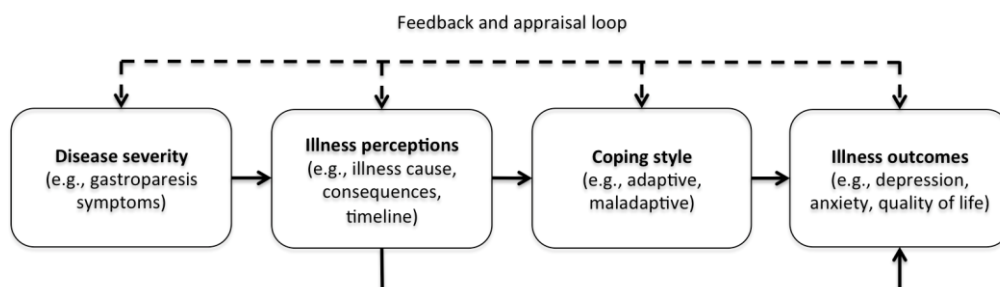 Feedback and appraisal loop
Disease severity
(e.g., gastroparesis
symptoms)
Illness perceptions
(e.g., illness cause,
consequences,
timeline)
Coping style
(e.g., adaptive,
maladaptive)
Illness outcomes
(e.g., depression,
anxiety, quality of life)